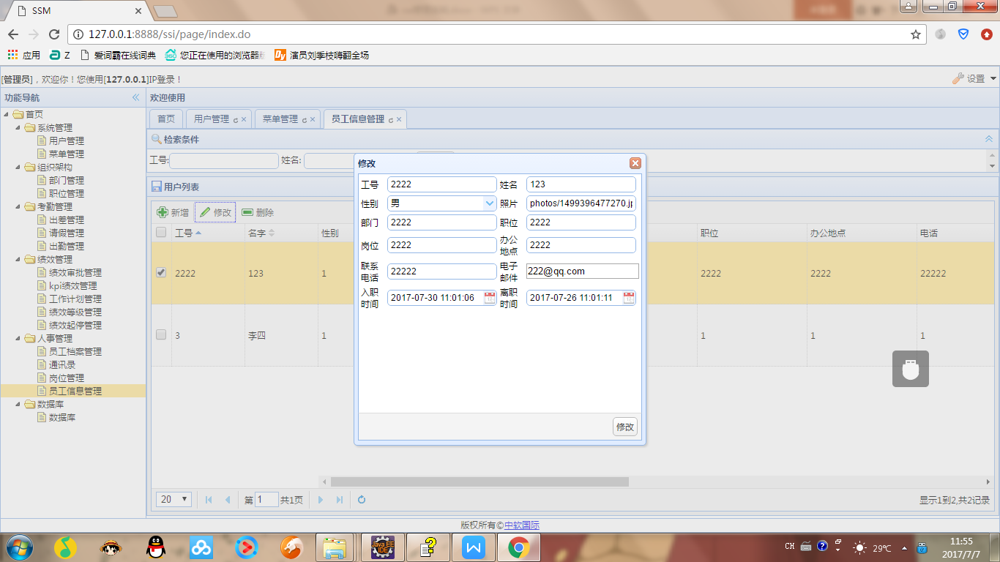 SSM
127.0.0.1:8888/ssi/page/index.do
应用 Z 爱词霸在线词典 您正在使用的浏览器版 演员刘季枝嗨翻全场
[管理员]，欢迎你！您使用[127.0.0.1]IP登录！ 设置
功能导航 欢迎使用
首页
系统管理
用户管理
菜单管理
组织架构
部门管理
职位管理
考勤管理
出差管理
请假管理
出勤管理
绩效管理
绩效审批管理
kpi绩效管理
工作计划管理
绩效等级管理
绩效起停管理
人事管理
员工档案管理
通讯录
岗位管理
员工信息管理
数据库
数据库
首页 用户管理 菜单管理 员工信息管理
检索条件
工号: 姓名:
用户列表
新增 修改 删除
工号 名字 性别 职位 办公地点 电话
2222 123 1 2222 2222 22222
3 李四 1 1 1 1
修改
工号 2222 姓名 123
性别 男 照片 photos/1499396477270.jp
部门 2222 职位 2222
岗位 2222 办公地点 2222
联系电话 22222 电子邮件 222@qq.com
入职时间 2017-07-30 11:01:06 离职时间 2017-07-26 11:01:11
修改
20 第 1 共1页 显示1到2,共2记录
版权所有©中软国际
Java EE IDE
CH 29℃ 11:55
2017/7/7